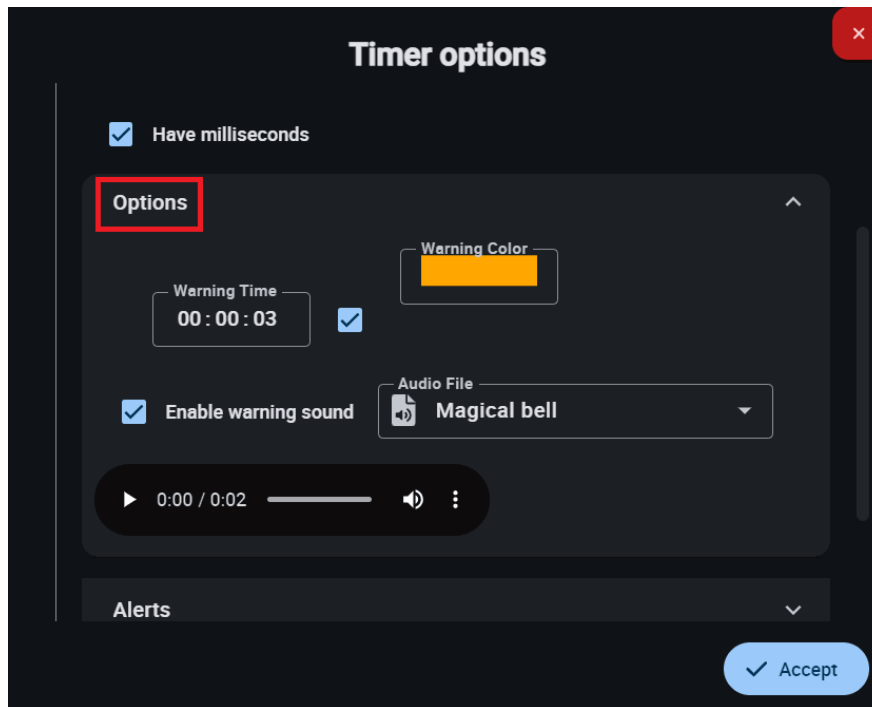 Timer options
Have milliseconds
Options
Warning Color
Warning Time
00 : 00 : 03
Enable warning sound
Audio File
Magical bell
0:00 / 0:02
Alerts
Accept